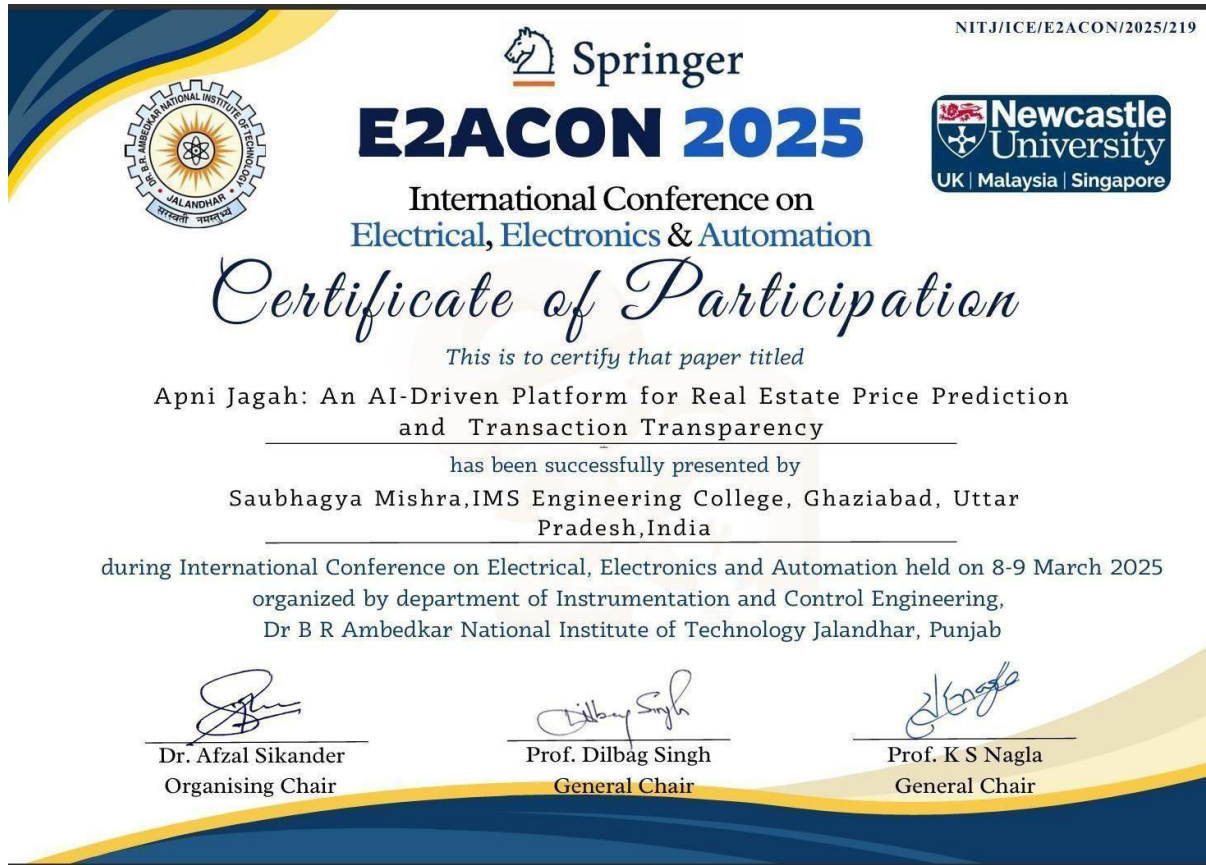 NITJ/ICE/E2ACON/2025/219
Springer
DR. B.R. AMBEDKAR NATIONAL INSTITUTE OF TECHNOLOGY
JALANDHAR
सरस्वती नमस्तुभ्यं
E2ACON 2025
Newcastle
University
UK | Malaysia | Singapore
International Conference on
Electrical, Electronics & Automation
Certificate of Participation
This is to certify that paper titled
Apni Jagah: An AI-Driven Platform for Real Estate Price Prediction
and Transaction Transparency
has been successfully presented by
Saubhagya Mishra,IMS Engineering College, Ghaziabad, Uttar
Pradesh,India
during International Conference on Electrical, Electronics and Automation held on 8-9 March 2025
organized by department of Instrumentation and Control Engineering,
Dr B R Ambedkar National Institute of Technology Jalandhar, Punjab
Dilbag Singh
Dr. Afzal Sikander
Organising Chair
Prof. Dilbag Singh
General Chair
Prof. K S Nagla
General Chair